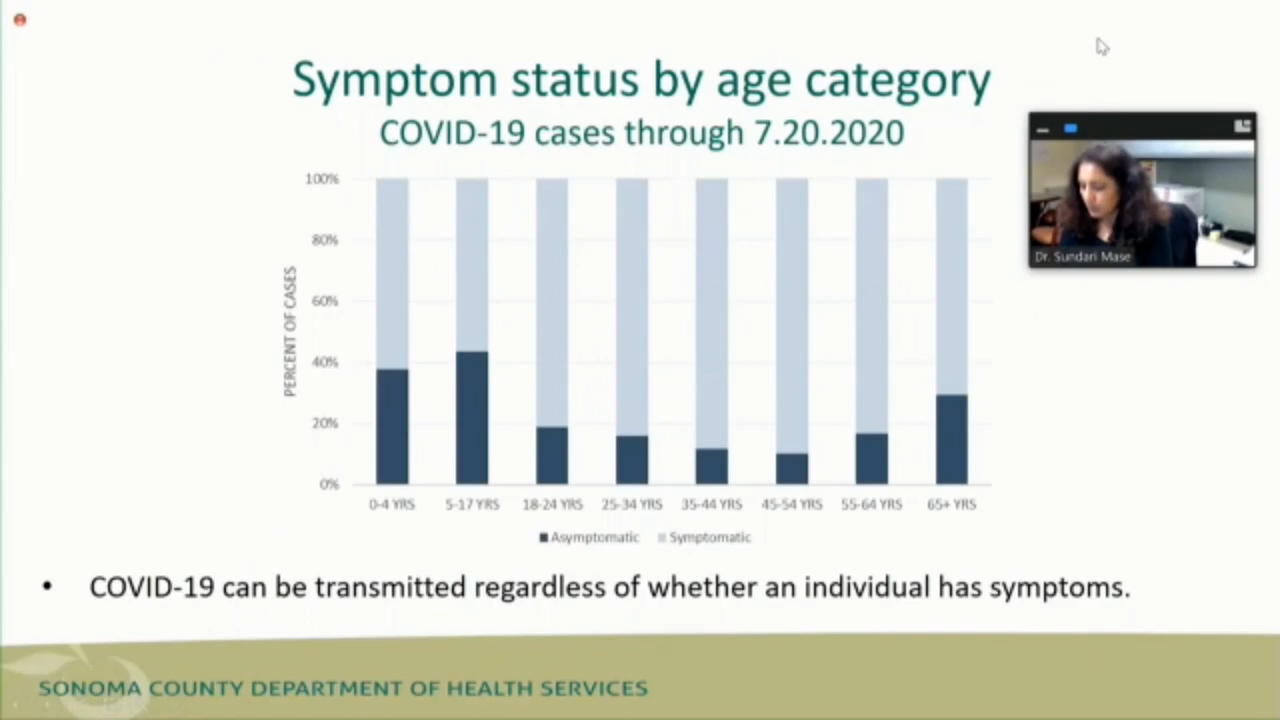 Symptom status by age category
COVID-19 cases through 7.20.2020
Dr. Sundari Mase
PERCENT OF CASES
100%
80%
60%
40%
20%
0%
0-4 YRS 5-17 YRS 18-24 YRS 25-34 YRS 35-44 YRS 45-54 YRS 55-64 YRS 65+ YRS
Asymptomatic Symptomatic
• COVID-19 can be transmitted regardless of whether an individual has symptoms.
SONOMA COUNTY DEPARTMENT OF HEALTH SERVICES